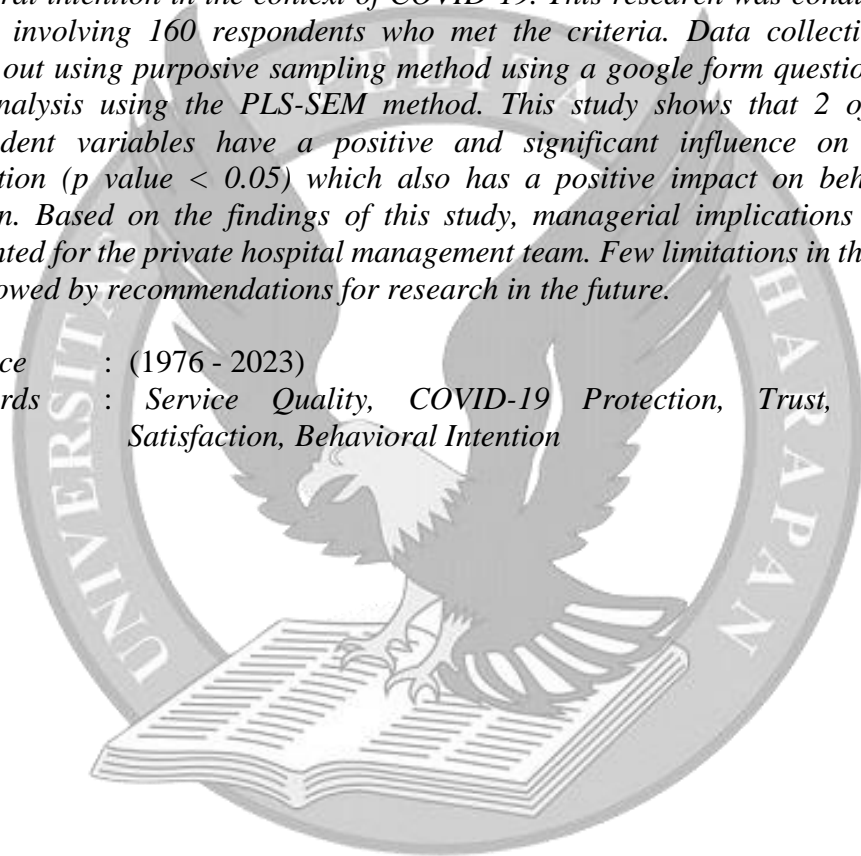 ral intention in the context of COVID-19. This research was condu
involving 160 respondents who met the criteria. Data collecti
out using purposive sampling method using a google form questio
nalysis using the PLS-SEM method. This study shows that 2 o
dent variables have a positive and significant influence on
tion (p value < 0.05) which also has a positive impact on beh
n. Based on the findings of this study, managerial implications
nted for the private hospital management team. Few limitations in th
owed by recommendations for research in the future.
ce : (1976 - 2023)
rds : Service Quality, COVID-19 Protection, Trust,
Satisfaction, Behavioral Intention
UNIVERSITAS PELITA HARAPAN